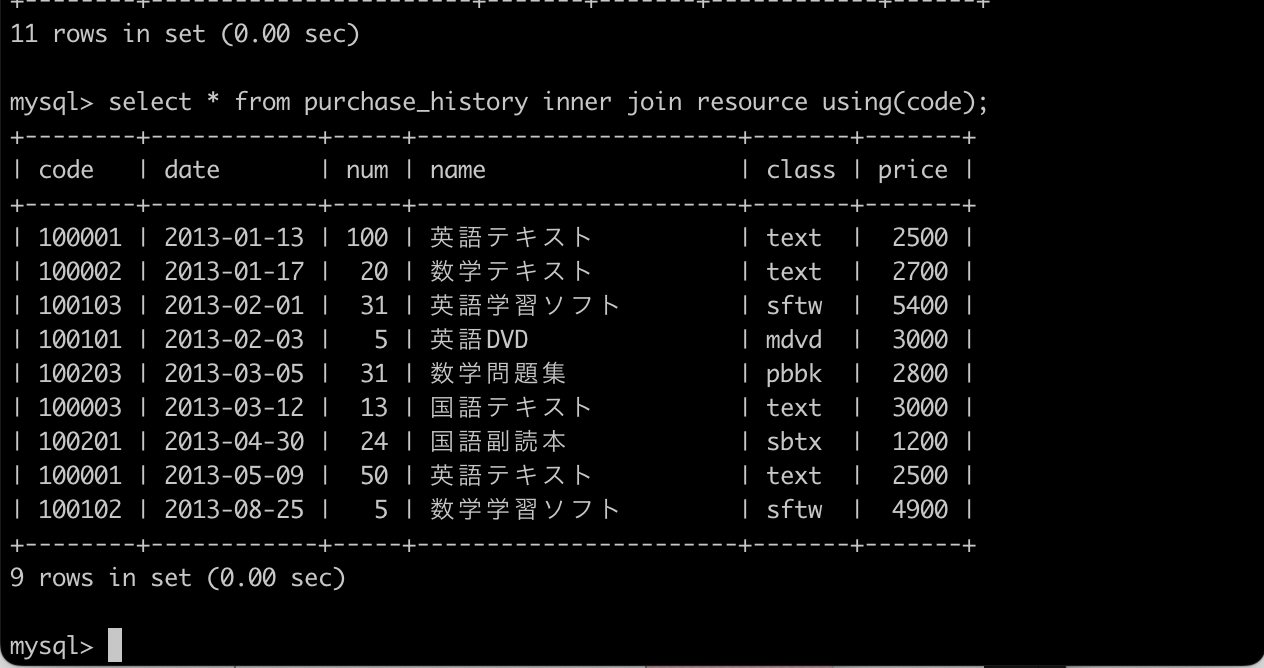 11 rows in set (0.00 sec)
mysql> select * from purchase_history inner join resource using(code);
+--------+------------+-----+-----------------------+-------+-------+
| code   | date       | num | name                  | class | price |
+--------+------------+-----+-----------------------+-------+-------+
| 100001 | 2013-01-13 | 100 | 英語テキスト          | text  |  2500 |
| 100002 | 2013-01-17 |  20 | 数学テキスト          | text  |  2700 |
| 100103 | 2013-02-01 |  31 | 英語学習ソフト        | sftw  |  5400 |
| 100101 | 2013-02-03 |   5 | 英語DVD               | mdvd  |  3000 |
| 100203 | 2013-03-05 |  31 | 数学問題集            | pbbk  |  2800 |
| 100003 | 2013-03-12 |  13 | 国語テキスト          | text  |  3000 |
| 100201 | 2013-04-30 |  24 | 国語副読本            | sbtx  |  1200 |
| 100001 | 2013-05-09 |  50 | 英語テキスト          | text  |  2500 |
| 100102 | 2013-08-25 |   5 | 数学学習ソフト        | sftw  |  4900 |
+--------+------------+-----+-----------------------+-------+-------+
9 rows in set (0.00 sec)
mysql>